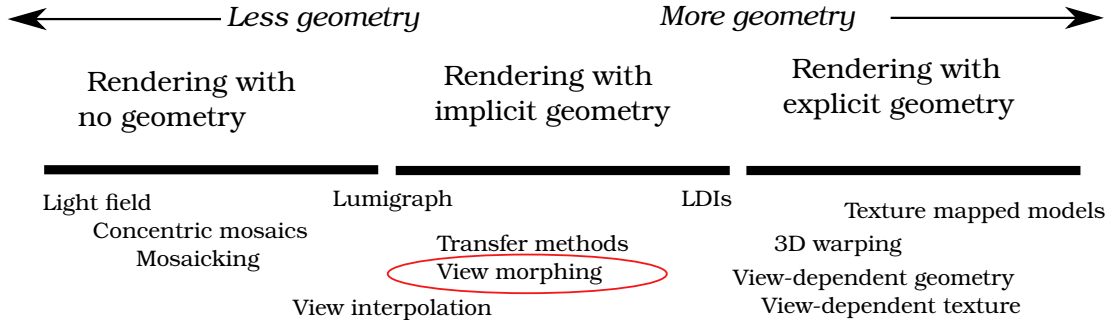 Less geometry
More geometry
Rendering with
no geometry
Rendering with
implicit geometry
Rendering with
explicit geometry
Light field
Concentric mosaics
Mosaicking
Lumigraph
Transfer methods
View morphing
View interpolation
LDIs
Texture mapped models
3D warping
View-dependent geometry
View-dependent texture